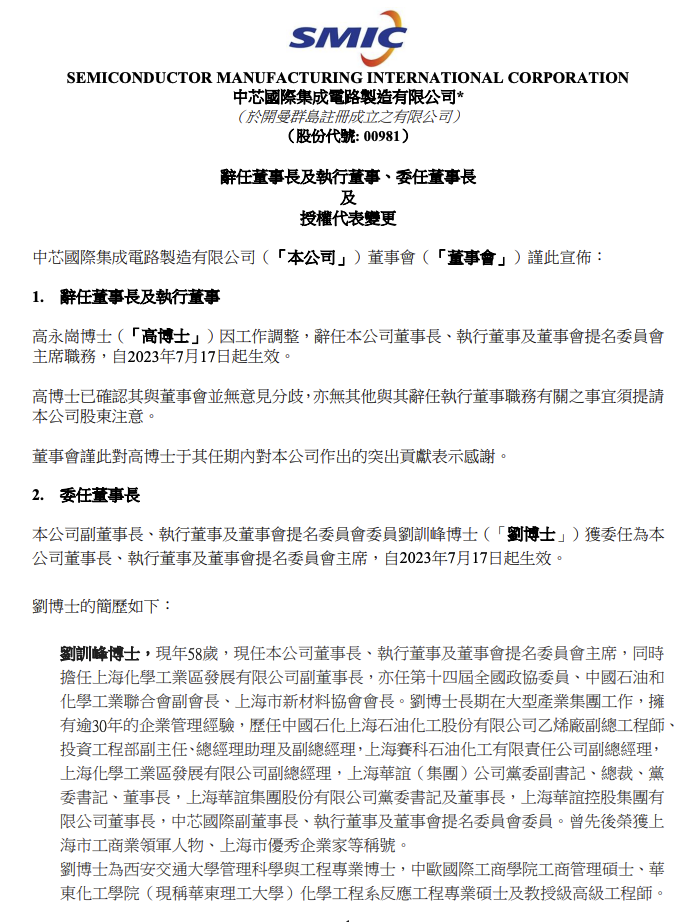 SMIC
SEMICONDUCTOR MANUFACTURING INTERNATIONAL CORPORATION
中芯國際集成電路製造有限公司*
（於開曼群島註冊成立之有限公司）
（股份代號: 00981）
辭任董事長及執行董事、委任董事長
及
授權代表變更
中芯國際集成電路製造有限公司（「本公司」）董事會（「董事會」）謹此宣佈：
1. 辭任董事長及執行董事
高永崗博士（「高博士」）因工作調整，辭任本公司董事長、執行董事及董事會提名委員會
主席職務，自2023年7月17日起生效。
高博士已確認其與董事會並無意見分歧，亦無其他與其辭任執行董事職務有關之事宜須提請
本公司股東注意。
董事會謹此對高博士于其任期內對本公司作出的突出貢獻表示感謝。
2. 委任董事長
本公司副董事長、執行董事及董事會提名委員會委員劉訓峰博士（「劉博士」）獲委任為本
公司董事長、執行董事及董事會提名委員會主席，自2023年7月17日起生效。
劉博士的簡歷如下：
劉訓峰博士，現年58歲，現任本公司董事長、執行董事及董事會提名委員會主席，同時
擔任上海化學工業區發展有限公司副董事長，亦任第十四屆全國政協委員、中國石油和
化學工業聯合會副會長、上海市新材料協會會長。劉博士長期在大型產業集團工作，擁
有逾30年的企業管理經驗，歷任中國石化上海石油化工股份有限公司乙烯廠副總工程師、
投資工程部副主任、總經理助理及副總經理，上海賽科石油化工有限責任公司副總經理，
上海化學工業區發展有限公司副總經理，上海華誼（集團）公司黨委副書記、總裁、黨
委書記、董事長，上海華誼集團股份有限公司黨委書記及董事長，上海華誼控股集團有
限公司董事長，中芯國際副董事長、執行董事及董事會提名委員會委員。曾先後榮獲上
海市工商業領軍人物、上海市優秀企業家等稱號。
劉博士為西安交通大學管理科學與工程專業博士，中歐國際工商學院工商管理碩士、華
東化工學院（現稱華東理工大學）化學工程系反應工程專業碩士及教授級高級工程師。